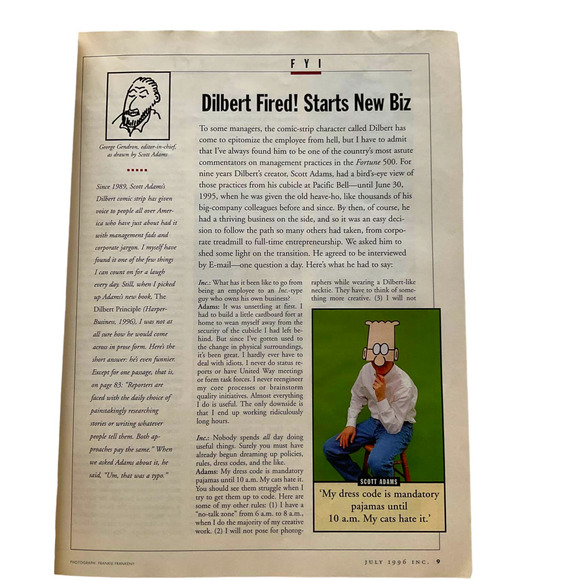 FYI
Dilbert Fired! Starts New Biz
George Gendron, editor-in-chief,
as drawn by Scott Adams
Since 1989, Scott Adams's
Dilbert comic strip has given
voice to people all over Amer-
ica who have just about had it
with management fads and
corporate jargon. I myself have
found it one of the few things
I can count on for a laugh
every day. Still, when I picked
up Adams's new book, The
Dilbert Principle (Harper-
Business, 1996), I was not at
all sure how he would come
across in prose form. Here's the
short answer: he's even funnier.
Except for one passage, that is,
on page 83: "Reporters are
faced with the daily choice of
painstakingly researching
stories or writing whatever
people tell them. Both ap-
proaches pay the same." When
we asked Adams about it, he
said, "Um, that was a typo."
To some managers, the comic-strip character called Dilbert has
come to epitomize the employee from hell, but I have to admit
that I've always found him to be one of the country's most astute
commentators on management practices in the Fortune 500. For
nine years Dilbert's creator, Scott Adams, had a bird's-eye view of
those practices from his cubicle at Pacific Bell—until June 30,
1995, when he was given the old heave-ho, like thousands of his
big-company colleagues before and since. By then, of course, he
had a thriving business on the side, and so it was an easy deci-
sion to follow the path so many others had taken, from corpo-
rate treadmill to full-time entrepreneurship. We asked him to
shed some light on the transition. He agreed to be interviewed
by E-mail—one question a day. Here's what he had to say:
Inc.: What has it been like to go from
being an employee to an Inc.-type
guy who owns his own business?
Adams: It was unsettling at first. I
had to build a little cardboard fort at
home to wean myself away from the
security of the cubicle I had left be-
hind. But since I've gotten used to
the change in physical surroundings,
it's been great. I hardly ever have to
deal with idiots. I never do status re-
ports or have United Way meetings
or form task forces. I never reengineer
my core processes or brainstorm
quality initiatives. Almost everything
I do is useful. The only downside is
that I end up working ridiculously
long hours.
Inc.: Nobody spends all day doing
useful things. Surely you must have
already begun dreaming up policies,
rules, dress codes, and the like.
Adams: My dress code is mandatory
pajamas until 10 a.m. My cats hate it.
You should see them struggle when I
try to get them up to code. Here are
some of my other rules: (1) I have a
"no-talk zone" from 6 a.m. to 8 a.m.,
when I do the majority of my creative
work. (2) I will not pose for photog-
raphers while wearing a Dilbert-like
necktie. They have to think of some-
thing more creative. (3) I will not
SCOTT ADAMS
'My dress code is mandatory
pajamas until
10 a.m. My cats hate it.'
JULY 1996 INC. 9